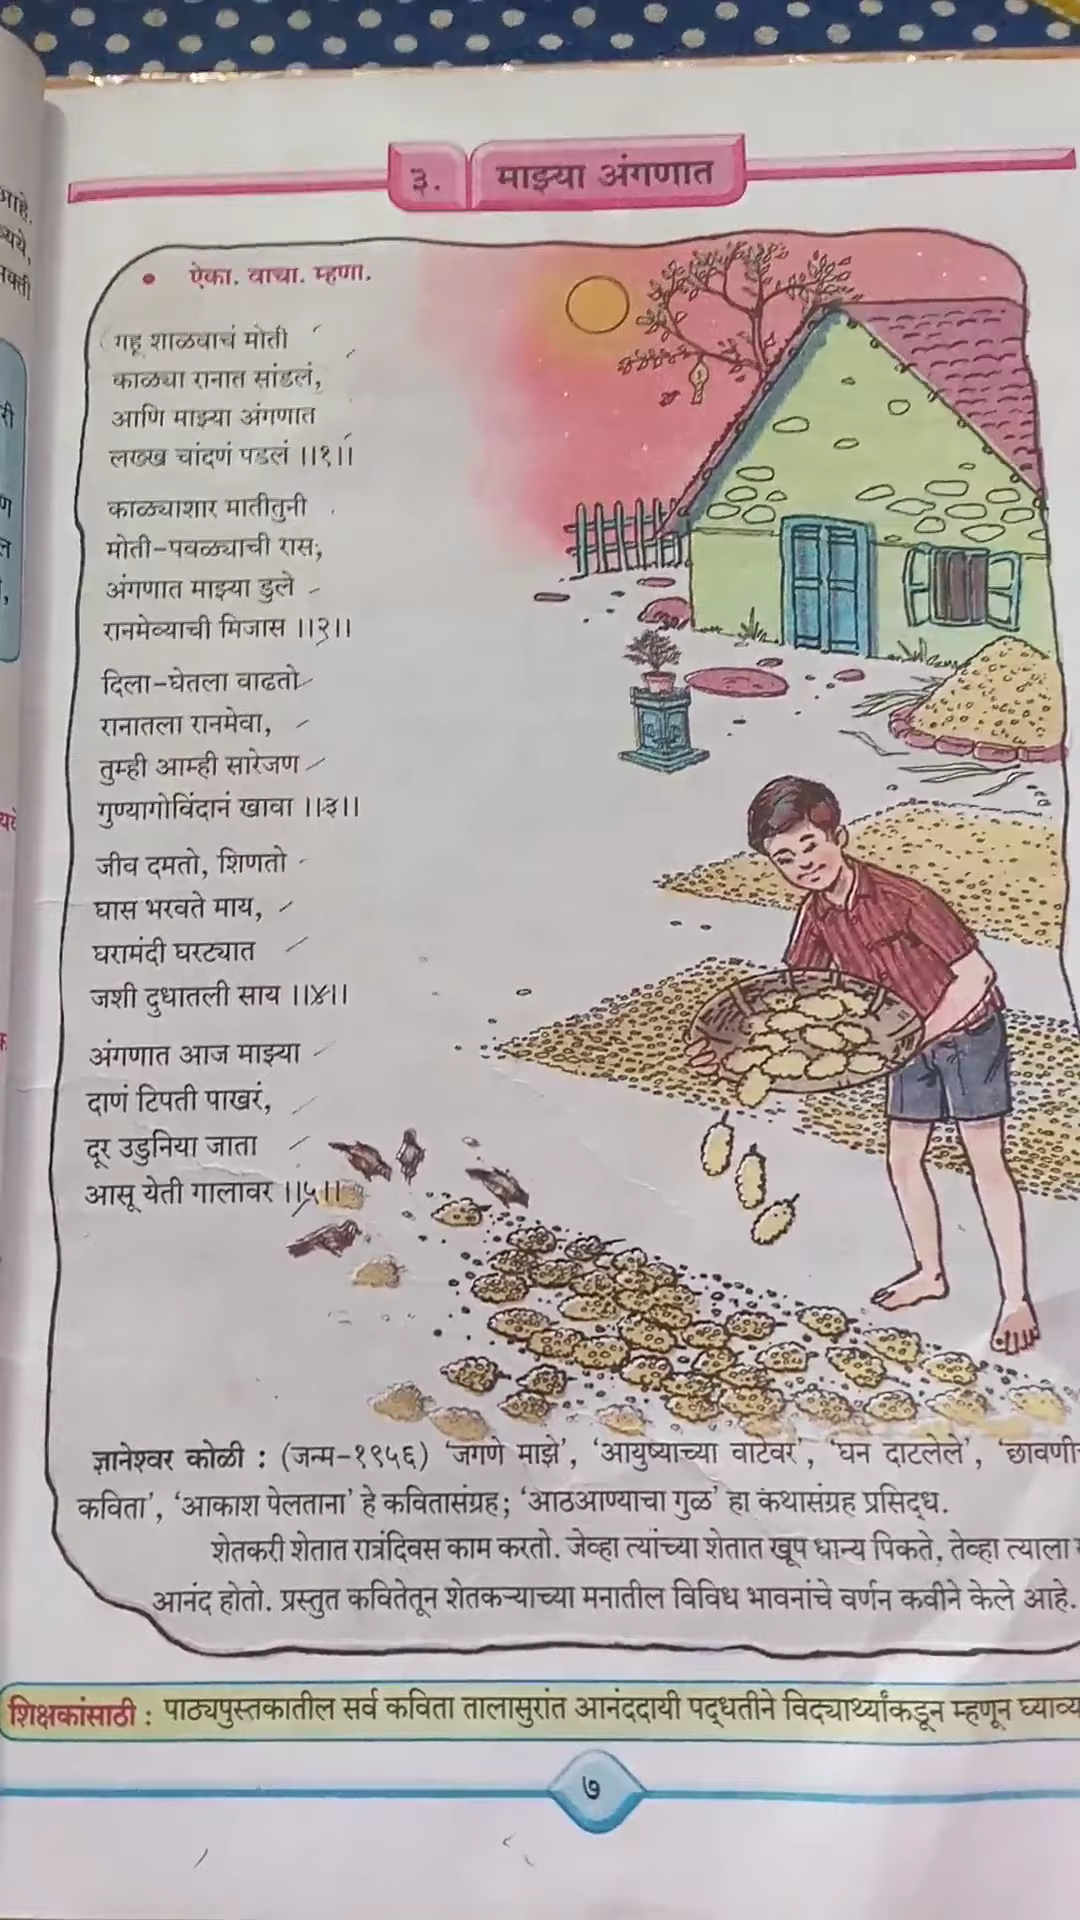 आहे.
३. माझ्या अंगणात
• ऐका. वाचा. म्हणा.
गहू शाळवाचं मोती
काळ्या रानात सांडलं,
आणि माझ्या अंगणात
लख्ख चांदणं पडलं ।।१।।
काळ्याशार मातीतुनी
मोती-पवळ्याची रास;
अंगणात माझ्या डुले
रानमेव्याची मिजास ।।२।।
दिला-घेतला वाढतो
रानातला रानमेवा,
तुम्ही आम्ही सारेजण
गुण्यागोविंदानं खावा ।।३।।
जीव दमतो, शिणतो
घास भरवते माय,
घरामंदी घरट्यात
जशी दुधातली साय ।।४।।
अंगणात आज माझ्या
दाणं टिपती पाखरं,
दूर उडुनिया जाता
आसू येती गालावर ।।५।।
ज्ञानेश्वर कोळी : (जन्म-१९५६) ‘जगणे माझे’, ‘आयुष्याच्या वाटेवर’, ‘घन दाटलेले’, ‘छावणी
कविता’, ‘आकाश पेलताना’ हे कवितासंग्रह; ‘आठआण्याचा गुळ’ हा कथासंग्रह प्रसिद्ध.
शेतकरी शेतात रात्रंदिवस काम करतो. जेव्हा त्यांच्या शेतात खूप धान्य पिकते, तेव्हा त्याला
आनंद होतो. प्रस्तुत कवितेतून शेतकऱ्याच्या मनातील विविध भावनांचे वर्णन कवीने केले आहे.
शिक्षकांसाठी : पाठ्यपुस्तकातील सर्व कविता तालासुरांत आनंददायी पद्धतीने विद्यार्थ्यांकडून म्हणून घ्याव्य
७